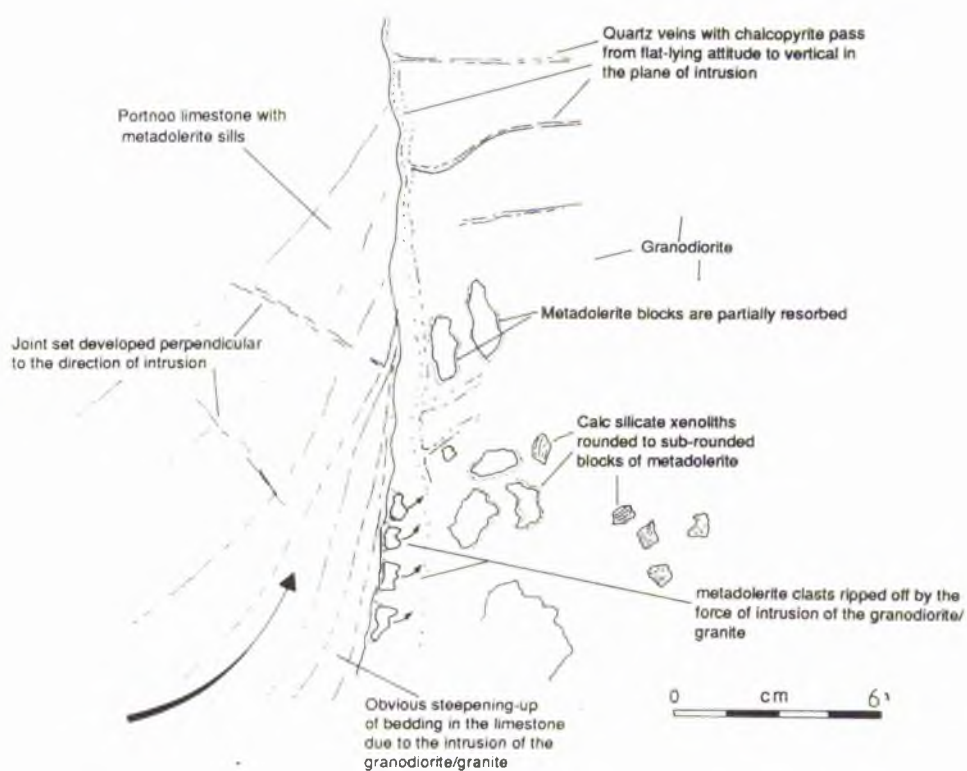 Quartz veins with chalcopyrite pass
from flat-lying attitude to vertical in
the plane of intrusion
Portnoo limestone with
metadolerite sills
Granodiorite
Metadolerite blocks are partially resorbed
Joint set developed perpendicular
to the direction of intrusion
Calc silicate xenoliths
rounded to sub-rounded
blocks of metadolerite
metadolerite clasts ripped off by the
force of intrusion of the granodiorite/
granite
Obvious steepening-up
of bedding in the limestone
due to the intrusion of the
granodiorite/granite
0 cm 6